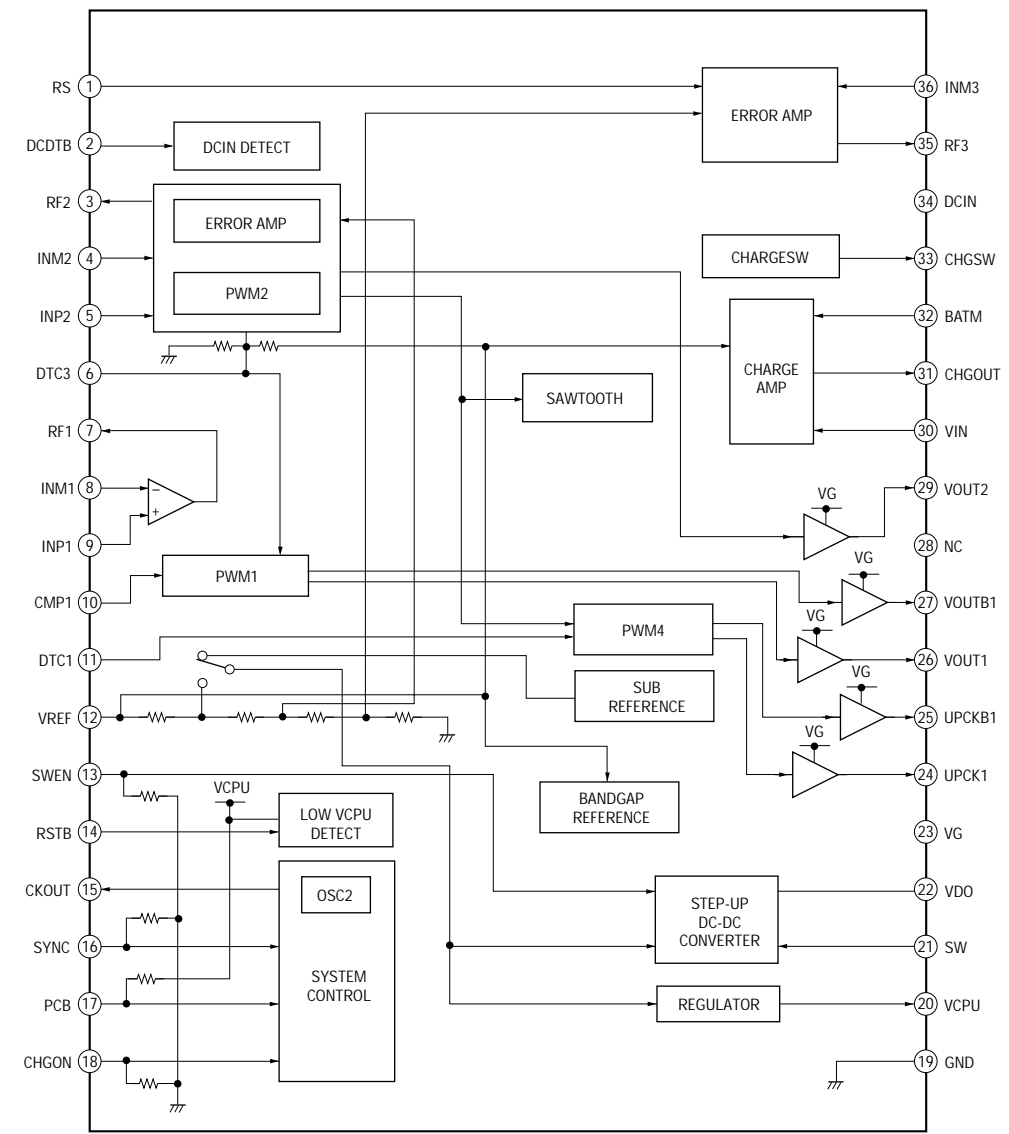 RS 1
DCDTB 2
RF2 3
INM2 4
INP2 5
DTC3 6
RF1 7
INM1 8
INP1 9
CMP1 10
DTC1 11
VREF 12
SWEN 13
RSTB 14
CKOUT 15
SYNC 16
PCB 17
CHGON 18
DCIN DETECT
ERROR AMP
PWM2
−
+
PWM1
VCPU
LOW VCPU
DETECT
OSC2
SYSTEM
CONTROL
ERROR AMP
CHARGESW
CHARGE
AMP
SAWTOOTH
VG
VG
PWM4
VG
SUB
REFERENCE
VG
VG
BANDGAP
REFERENCE
STEP-UP
DC-DC
CONVERTER
REGULATOR
36 INM3
35 RF3
34 DCIN
33 CHGSW
32 BATM
31 CHGOUT
30 VIN
29 VOUT2
28 NC
27 VOUTB1
26 VOUT1
25 UPCKB1
24 UPCK1
23 VG
22 VDO
21 SW
20 VCPU
19 GND